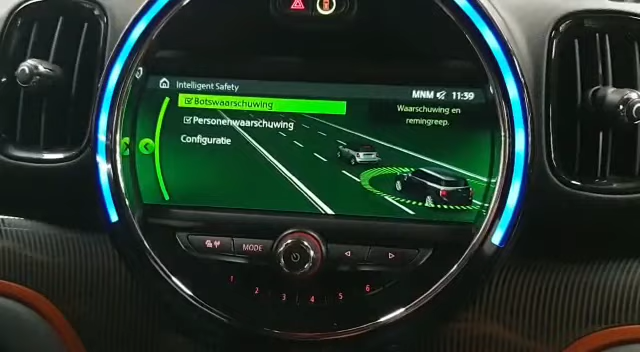 Intelligent Safety
MNM 11:39
Botswaarschuwing
Personenwaarschuwing
Configuratie
Waarschuwing en
remingreep.
MODE
1 2 3 4 5 6